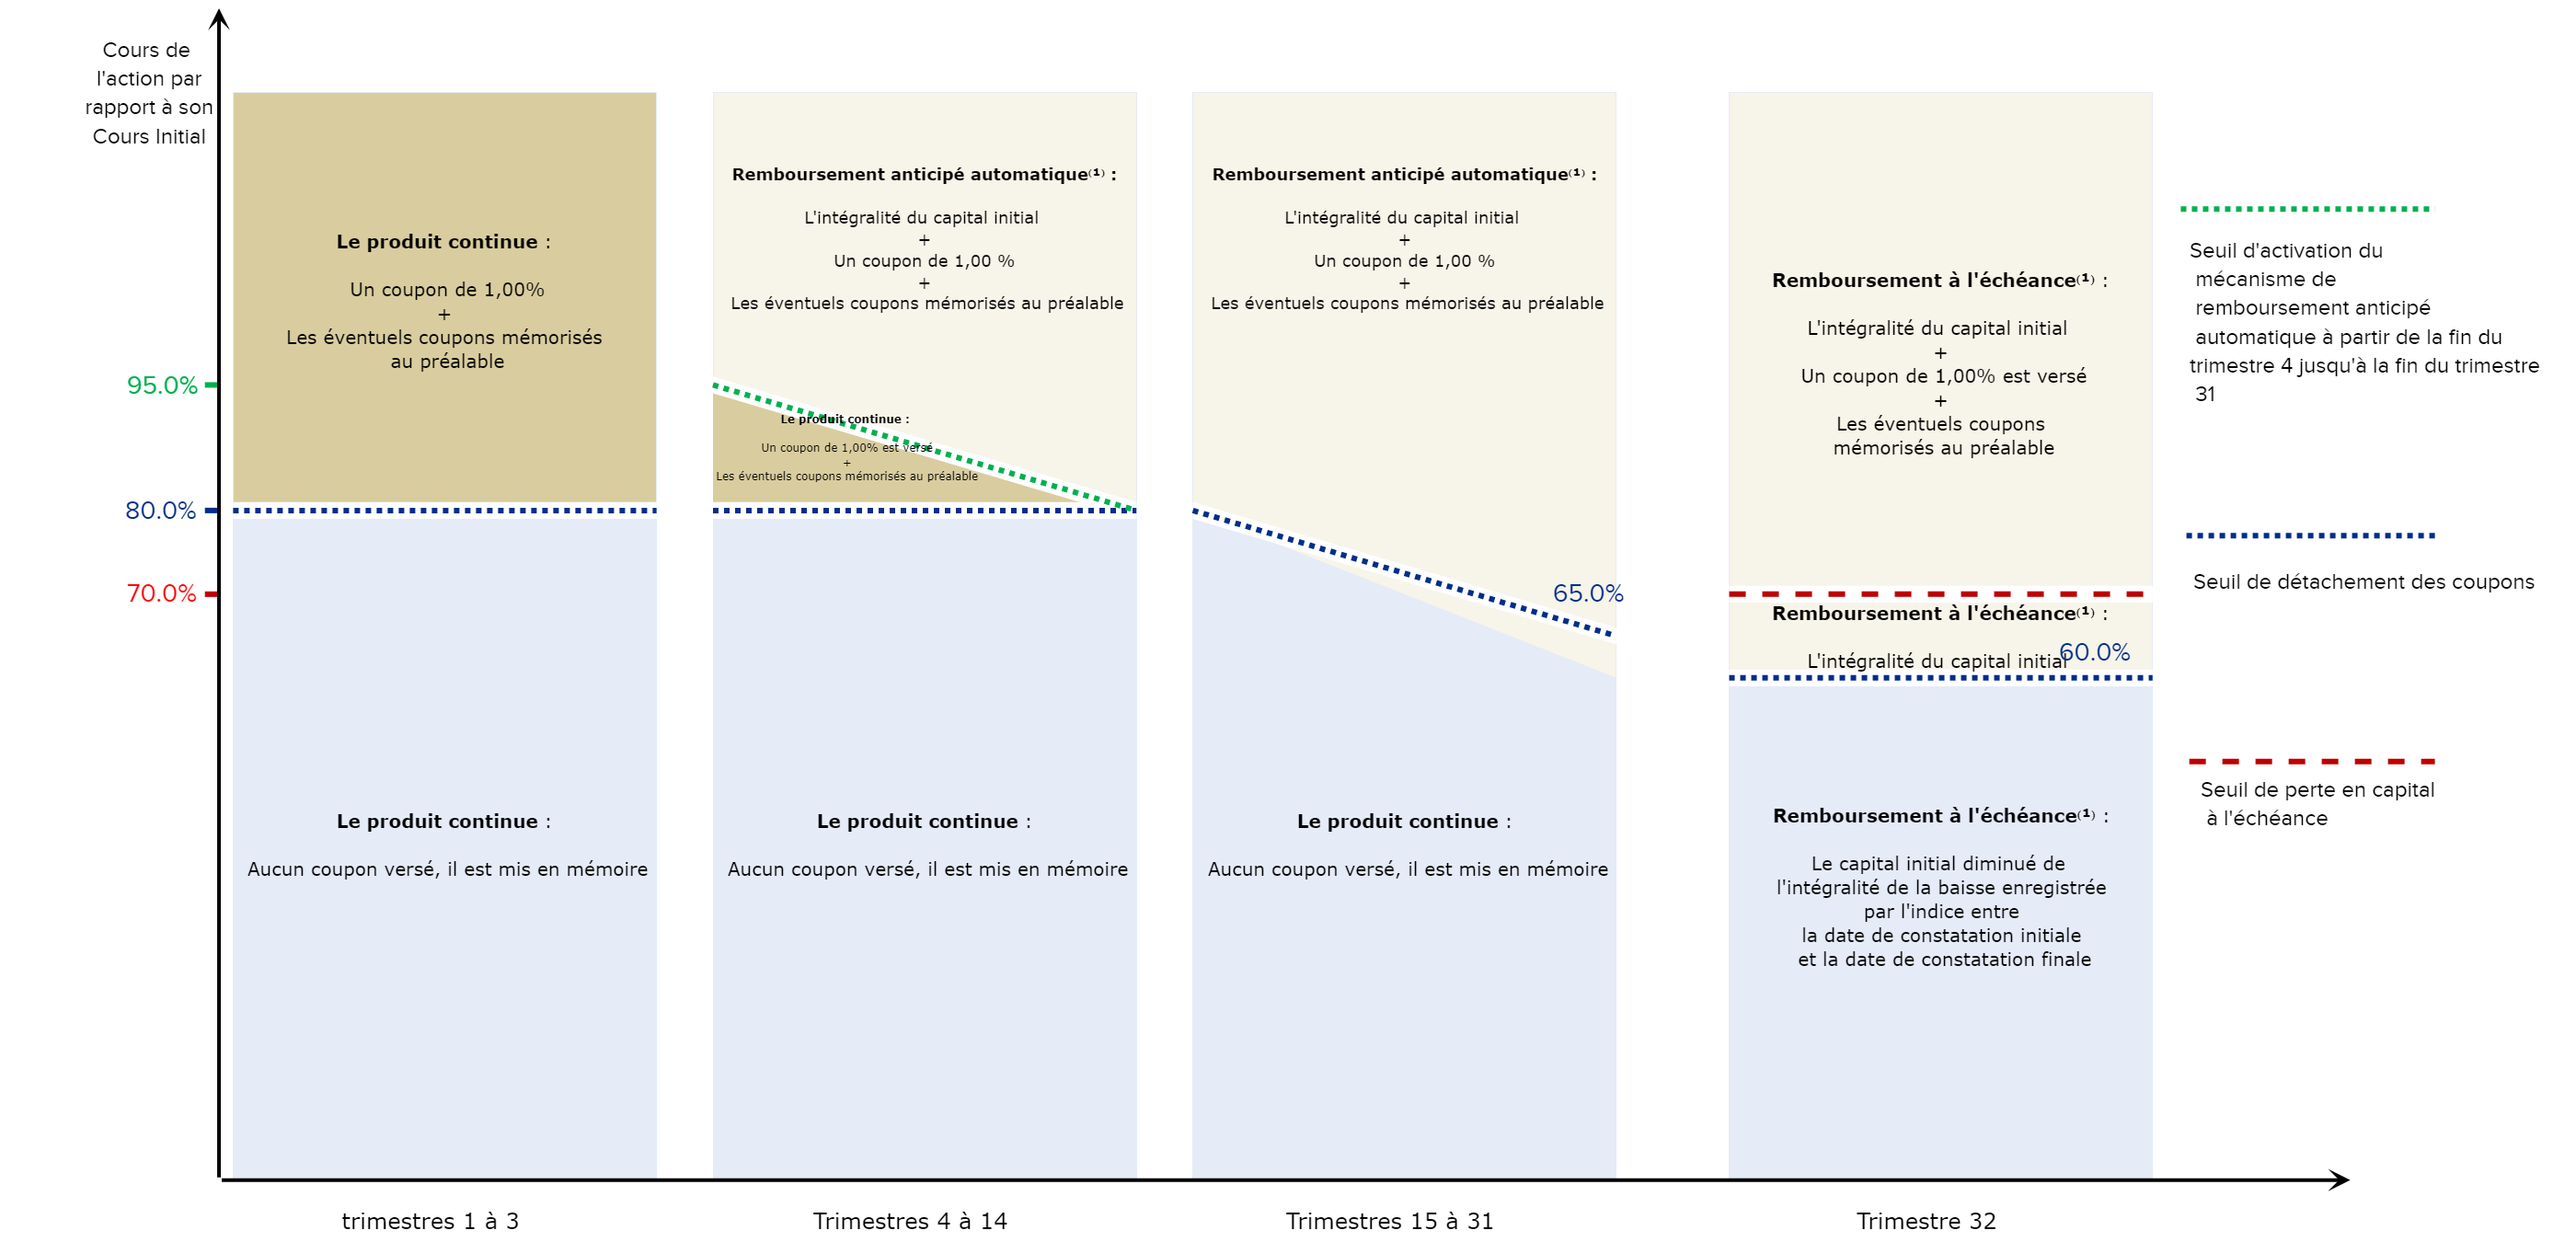 Cours de
l'action par
rapport à son
Cours Initial
95.0%
80.0%
70.0%
Le produit continue :
Un coupon de 1,00%
+
Les éventuels coupons mémorisés
au préalable
Le produit continue :
Aucun coupon versé, il est mis en mémoire
trimestres 1 à 3
Remboursement anticipé automatique⁽¹⁾ :
L'intégralité du capital initial
+
Un coupon de 1,00 %
+
Les éventuels coupons mémorisés au préalable
Le produit continue :
Un coupon de 1,00% est versé
+
Les éventuels coupons mémorisés au préalable
Le produit continue :
Aucun coupon versé, il est mis en mémoire
Trimestres 4 à 14
Remboursement anticipé automatique⁽¹⁾ :
L'intégralité du capital initial
+
Un coupon de 1,00 %
+
Les éventuels coupons mémorisés au préalable
65.0%
Le produit continue :
Aucun coupon versé, il est mis en mémoire
Trimestres 15 à 31
Remboursement à l'échéance⁽¹⁾ :
L'intégralité du capital initial
+
Un coupon de 1,00% est versé
+
Les éventuels coupons
mémorisés au préalable
Remboursement à l'échéance⁽¹⁾ :
L'intégralité du capital initial
60.0%
Remboursement à l'échéance⁽¹⁾ :
Le capital initial diminué de
l'intégralité de la baisse enregistrée
par l'indice entre
la date de constatation initiale
et la date de constatation finale
Trimestre 32
Seuil d'activation du
mécanisme de
remboursement anticipé
automatique à partir de la fin du
trimestre 4 jusqu'à la fin du trimestre
31
Seuil de détachement des coupons
Seuil de perte en capital
à l'échéance